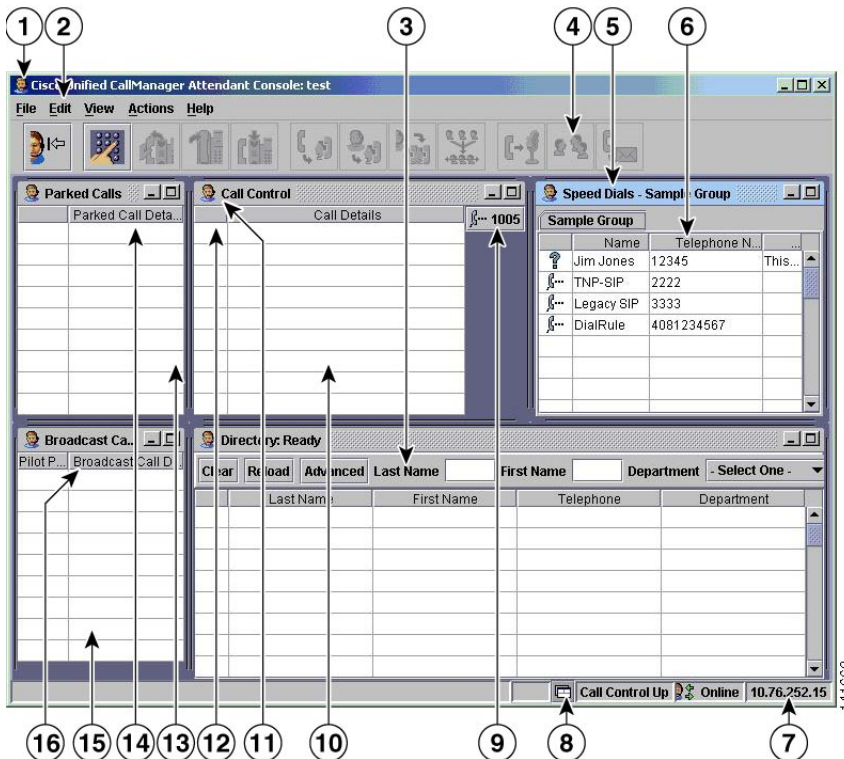 1 2 3 4 5 6
Cisco Unified CallManager Attendant Console: test
File Edit View Actions Help
Parked Calls
Parked Call Deta...
Call Control
Call Details
1005
Speed Dials - Sample Group
Sample Group
Name Telephone N... ...
Jim Jones 12345 This...
TNP-SIP 2222
Legacy SIP 3333
DialRule 4081234567
Broadcast Ca...
Pilot P... Broadcast Call D...
Directory: Ready
Clear Reload Advanced Last Name First Name Department - Select One -
Last Name First Name Telephone Department
Call Control Up Online 10.76.252.15
16 15 14 13 12 11 10 9 8 7